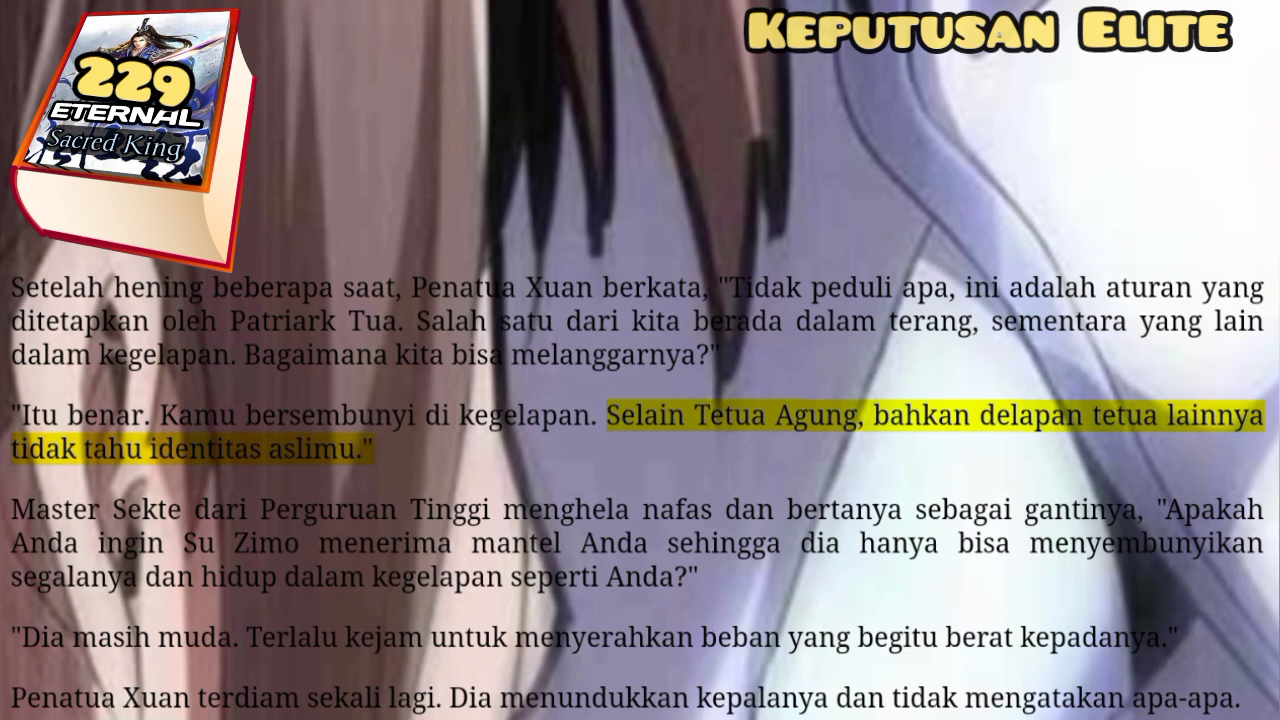 Keputusan Elite
229
ETERNAL
Sacred King
Setelah hening beberapa saat, Penatua Xuan berkata, "Tidak peduli apa, ini adalah aturan yang
ditetapkan oleh Patriark Tua. Salah satu dari kita berada dalam terang, sementara yang lain
dalam kegelapan. Bagaimana kita bisa melanggarnya?"
"Itu benar. Kamu bersembunyi di kegelapan. Selain Tetua Agung, bahkan delapan tetua lainnya
tidak tahu identitas aslimu."
Master Sekte dari Perguruan Tinggi menghela nafas dan bertanya sebagai gantinya, "Apakah
Anda ingin Su Zimo menerima mantel Anda sehingga dia hanya bisa menyembunyikan
segalanya dan hidup dalam kegelapan seperti Anda?"
"Dia masih muda. Terlalu kejam untuk menyerahkan beban yang begitu berat kepadanya."
Penatua Xuan terdiam sekali lagi. Dia menundukkan kepalanya dan tidak mengatakan apa-apa.